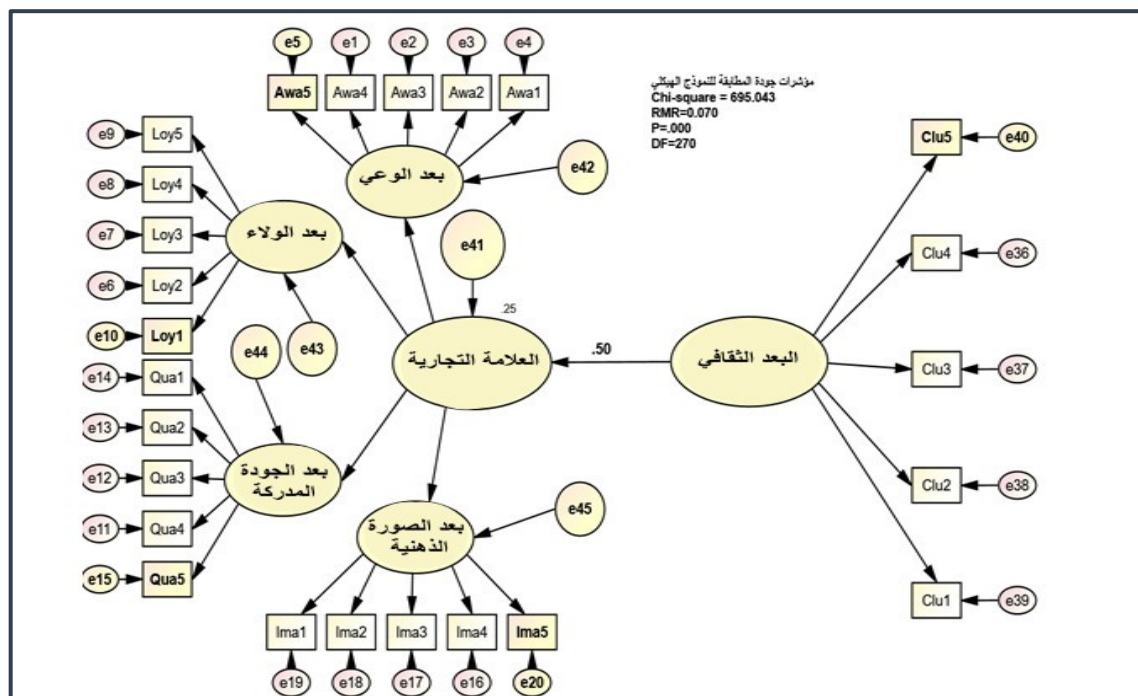 e5
e1
e2
e3
e4
Awa5
Awa4
Awa3
Awa2
Awa1
بعد الوعي
e42
مؤشرات جودة المطابقة للنموذج الهيكلي
Chi-square = 695.043
RMR=0.070
P=.000
DF=270
e9
Loy5
e8
Loy4
e7
Loy3
e6
Loy2
e10
Loy1
بعد الولاء
e43
e44
e41
.25
العلامة التجارية
.50
البعد الثقافي
Clu5
e40
Clu4
e36
Clu3
e37
Clu2
e38
Clu1
e39
e14
Qua1
e13
Qua2
e12
Qua3
e11
Qua4
e15
Qua5
بعد الجودة
المدركة
بعد الصورة
الذهنية
e45
Ima1
Ima2
Ima3
Ima4
Ima5
e19
e18
e17
e16
e20